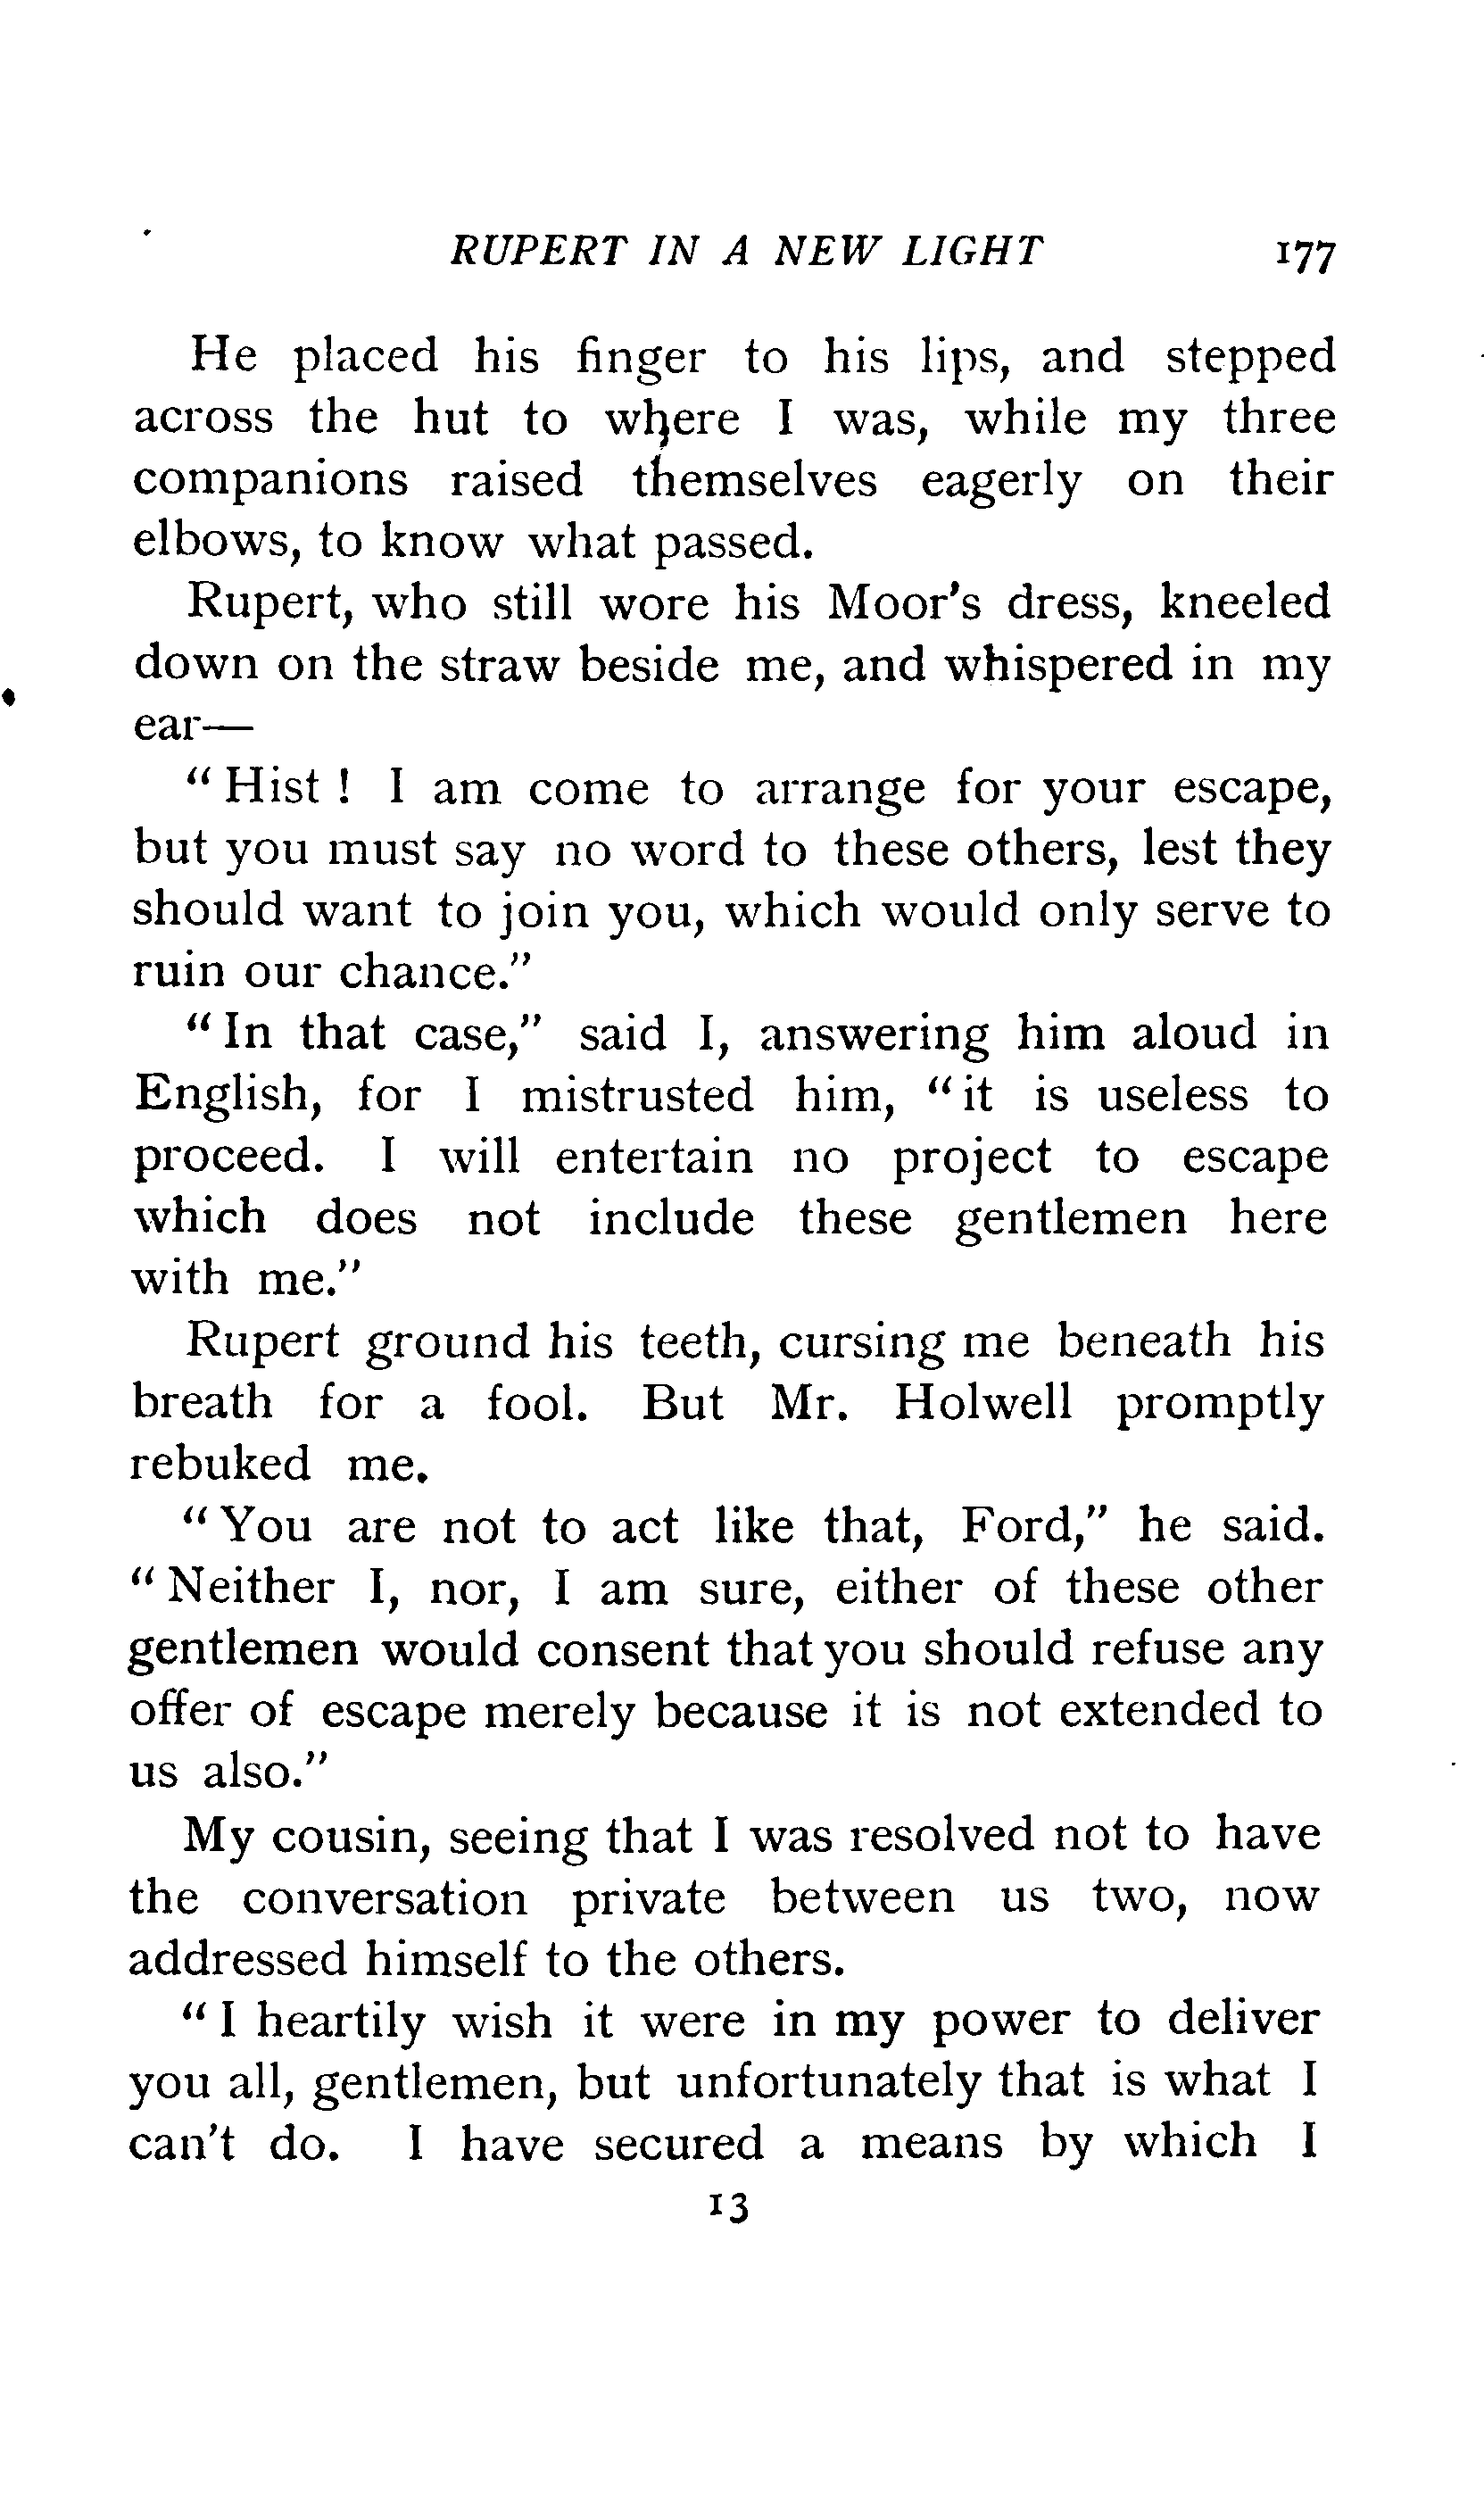 RUPERT IN A NEW LIGHT 177
He placed his finger to his lips, and stepped
across the hut to where I was, while my three
companions raised themselves eagerly on their
elbows, to know what passed.
Rupert, who still wore his Moor's dress, kneeled
down on the straw beside me, and whispered in my
ear—
"Hist! I am come to arrange for your escape,
but you must say no word to these others, lest they
should want to join you, which would only serve to
ruin our chance."
"In that case," said I, answering him aloud in
English, for I mistrusted him, "it is useless to
proceed. I will entertain no project to escape
which does not include these gentlemen here
with me."
Rupert ground his teeth, cursing me beneath his
breath for a fool. But Mr. Holwell promptly
rebuked me.
"You are not to act like that, Ford," he said.
"Neither I, nor, I am sure, either of these other
gentlemen would consent that you should refuse any
offer of escape merely because it is not extended to
us also."
My cousin, seeing that I was resolved not to have
the conversation private between us two, now
addressed himself to the others.
"I heartily wish it were in my power to deliver
you all, gentlemen, but unfortunately that is what I
can't do. I have secured a means by which I
13